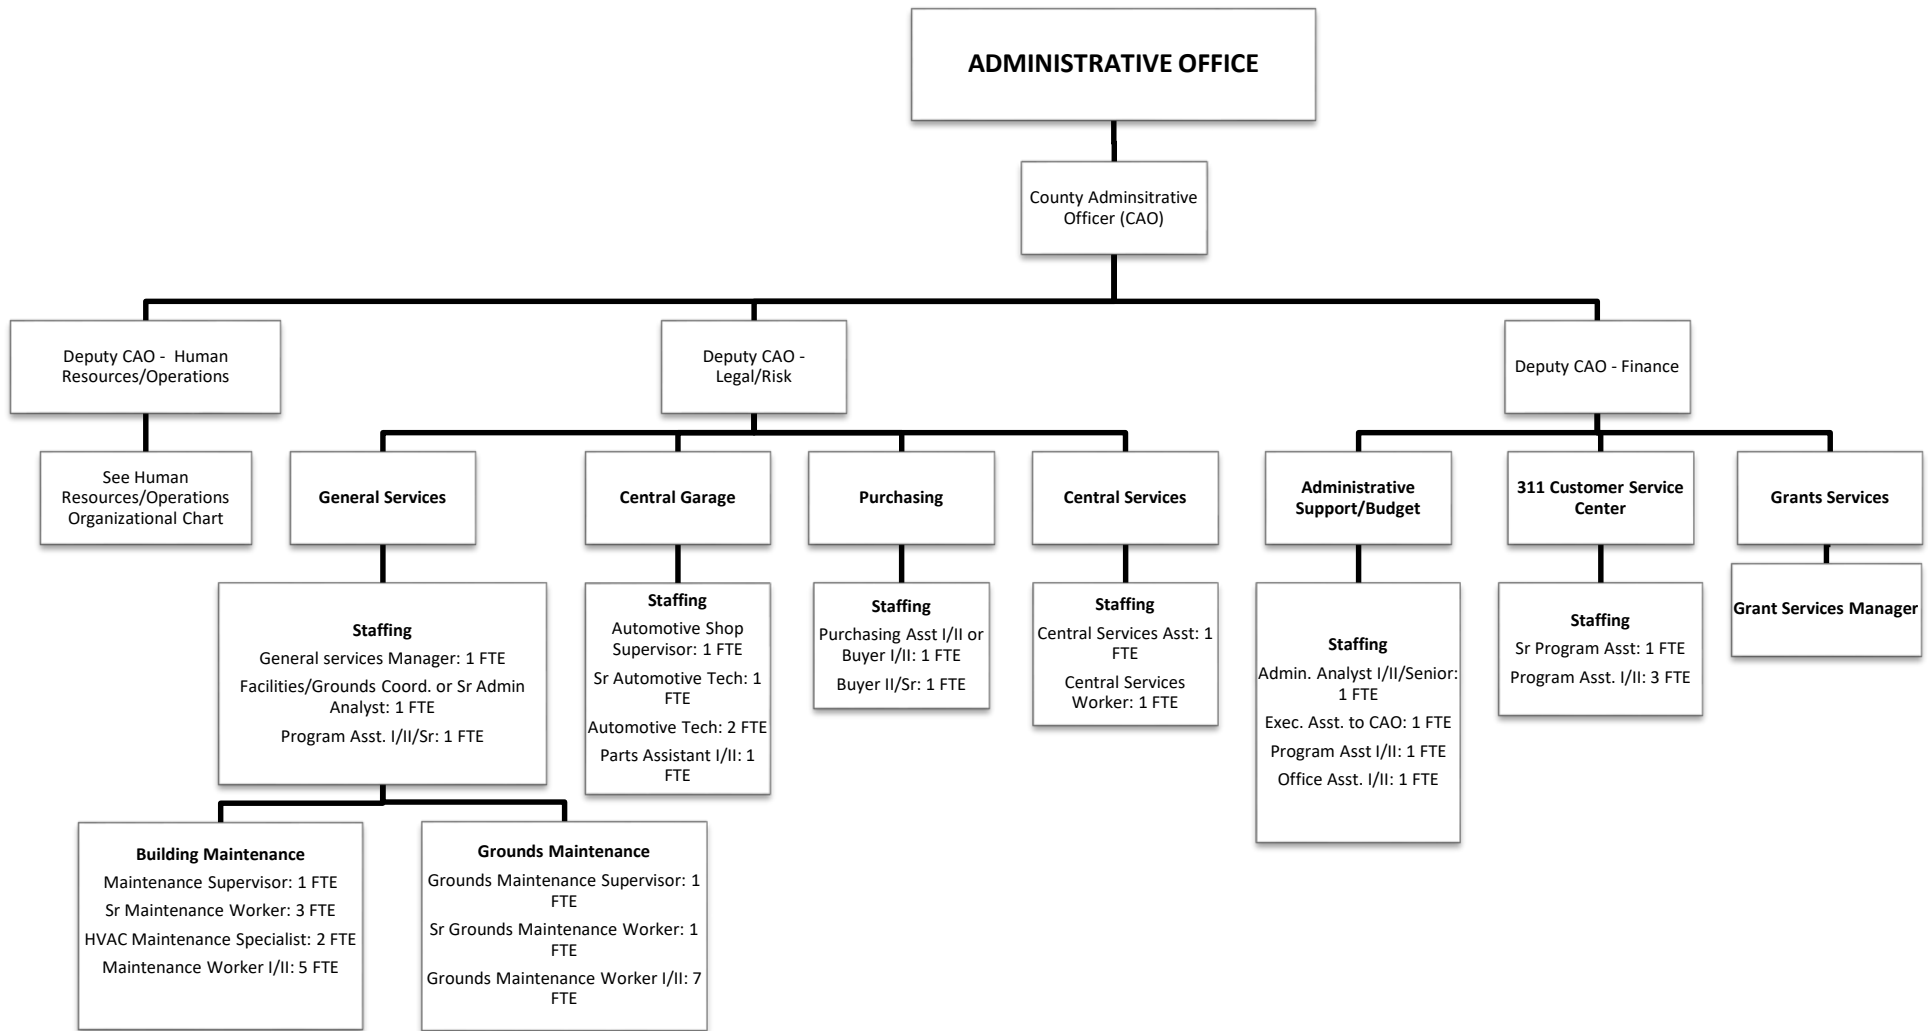 ADMINISTRATIVE OFFICE
County Adminsitrative
Officer (CAO)
Deputy CAO - Human
Resources/Operations
Deputy CAO -
Legal/Risk
Deputy CAO - Finance
See Human
Resources/Operations
Organizational Chart
General Services
Central Garage
Purchasing
Central Services
Administrative
Support/Budget
311 Customer Service
Center
Grants Services
Staffing
General services Manager: 1 FTE
Facilities/Grounds Coord. or Sr Admin
Analyst: 1 FTE
Program Asst. I/II/Sr: 1 FTE
Staffing
Automotive Shop
Supervisor: 1 FTE
Sr Automotive Tech: 1
FTE
Automotive Tech: 2 FTE
Parts Assistant I/II: 1
FTE
Staffing
Purchasing Asst I/II or
Buyer I/II: 1 FTE
Buyer II/Sr: 1 FTE
Staffing
Central Services Asst: 1
FTE
Central Services
Worker: 1 FTE
Staffing
Admin. Analyst I/II/Senior:
1 FTE
Exec. Asst. to CAO: 1 FTE
Program Asst I/II: 1 FTE
Office Asst. I/II: 1 FTE
Staffing
Sr Program Asst: 1 FTE
Program Asst. I/II: 3 FTE
Grant Services Manager
Building Maintenance
Maintenance Supervisor: 1 FTE
Sr Maintenance Worker: 3 FTE
HVAC Maintenance Specialist: 2 FTE
Maintenance Worker I/II: 5 FTE
Grounds Maintenance
Grounds Maintenance Supervisor: 1
FTE
Sr Grounds Maintenance Worker: 1
FTE
Grounds Maintenance Worker I/II: 7
FTE